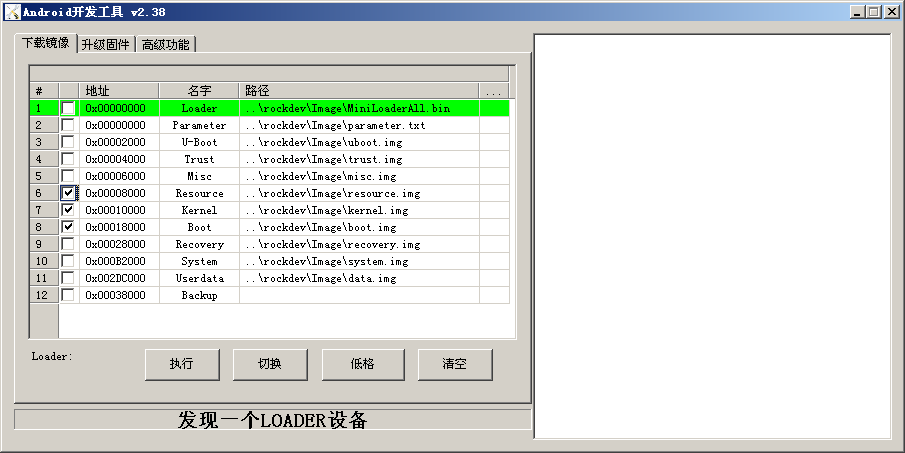 Android开发工具 v2.38
下载镜像 升级固件 高级功能
# 地址 名字 路径 ...
1 0x00000000 Loader ..\rockdev\Image\MiniLoaderAll.bin
2 0x00000000 Parameter ..\rockdev\Image\parameter.txt
3 0x00002000 U-Boot ..\rockdev\Image\uboot.img
4 0x00004000 Trust ..\rockdev\Image\trust.img
5 0x00006000 Misc ..\rockdev\Image\misc.img
6 0x00008000 Resource ..\rockdev\Image\resource.img
7 0x00010000 Kernel ..\rockdev\Image\kernel.img
8 0x00018000 Boot ..\rockdev\Image\boot.img
9 0x00028000 Recovery ..\rockdev\Image\recovery.img
10 0x000B2000 System ..\rockdev\Image\system.img
11 0x002DC000 Userdata ..\rockdev\Image\data.img
12 0x00038000 Backup
Loader: 执行 切换 低格 清空
发现一个LOADER设备